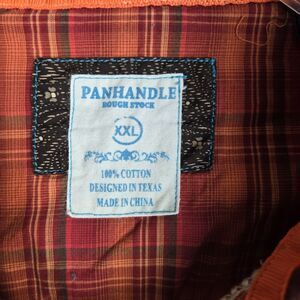 PANHANDLE
ROUGH STOCK
XXL
100% COTTON
DESIGNED IN TEXAS
MADE IN CHINA